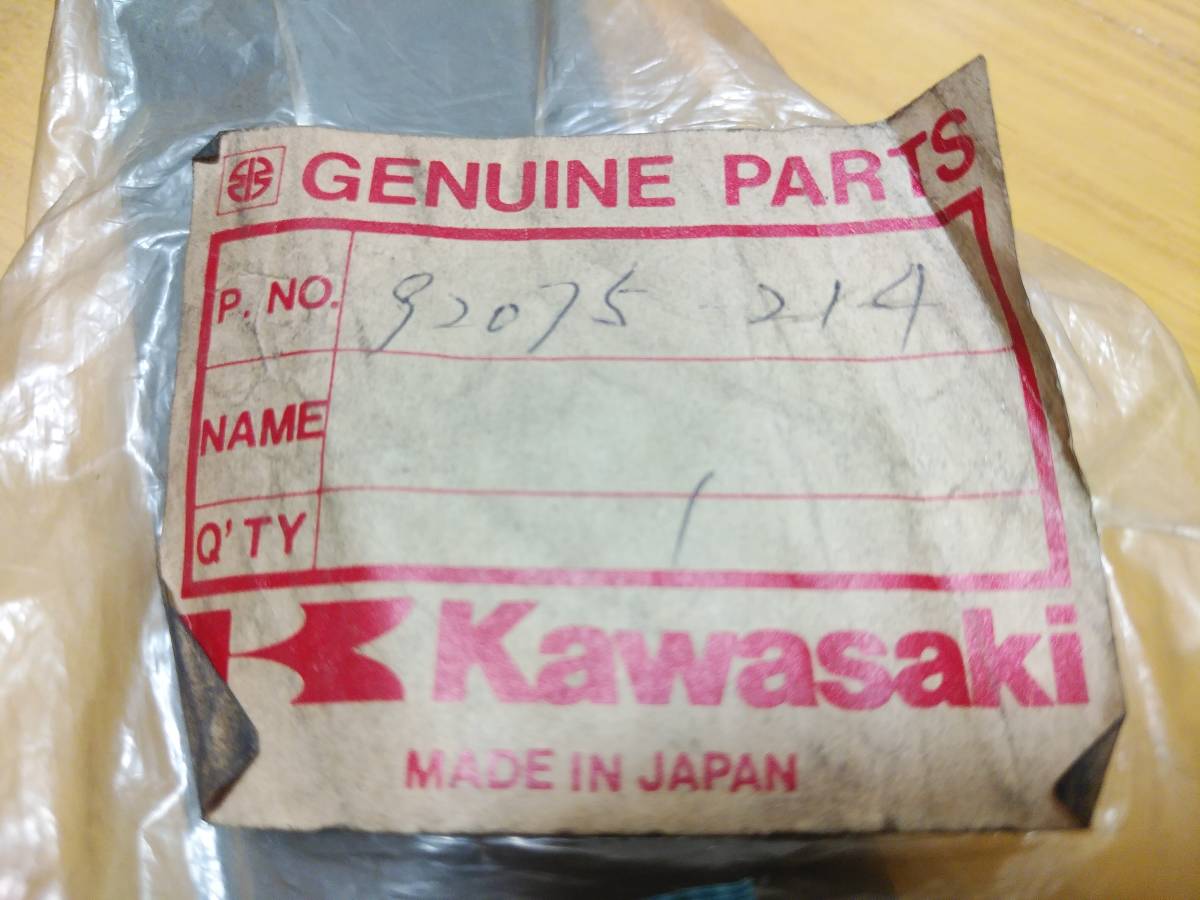 GENUINE PARTS
P. NO. 92075-214
NAME
Q'TY 1
Kawasaki
MADE IN JAPAN